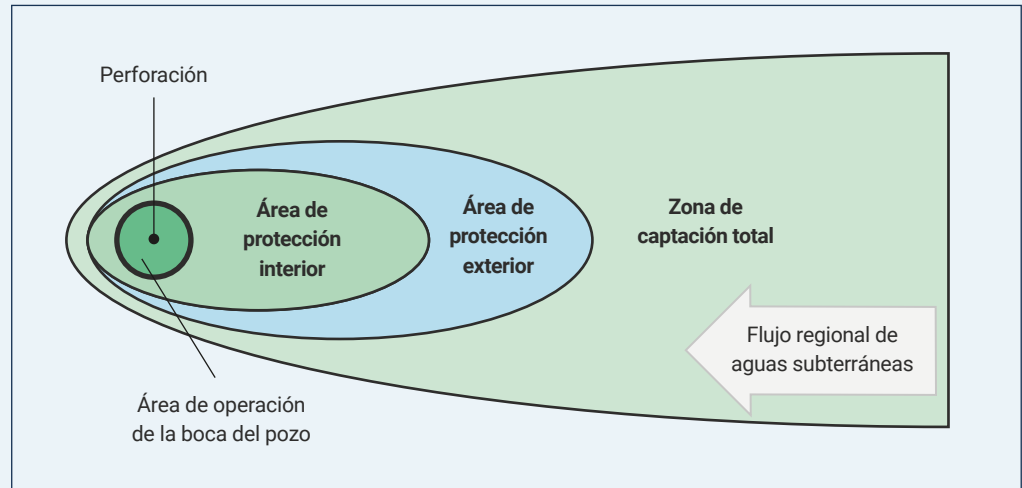 Perforación
Área de
protección
interior
Área de
protección
exterior
Zona de
captación total
Flujo regional de
aguas subterráneas
Área de operación
de la boca del pozo